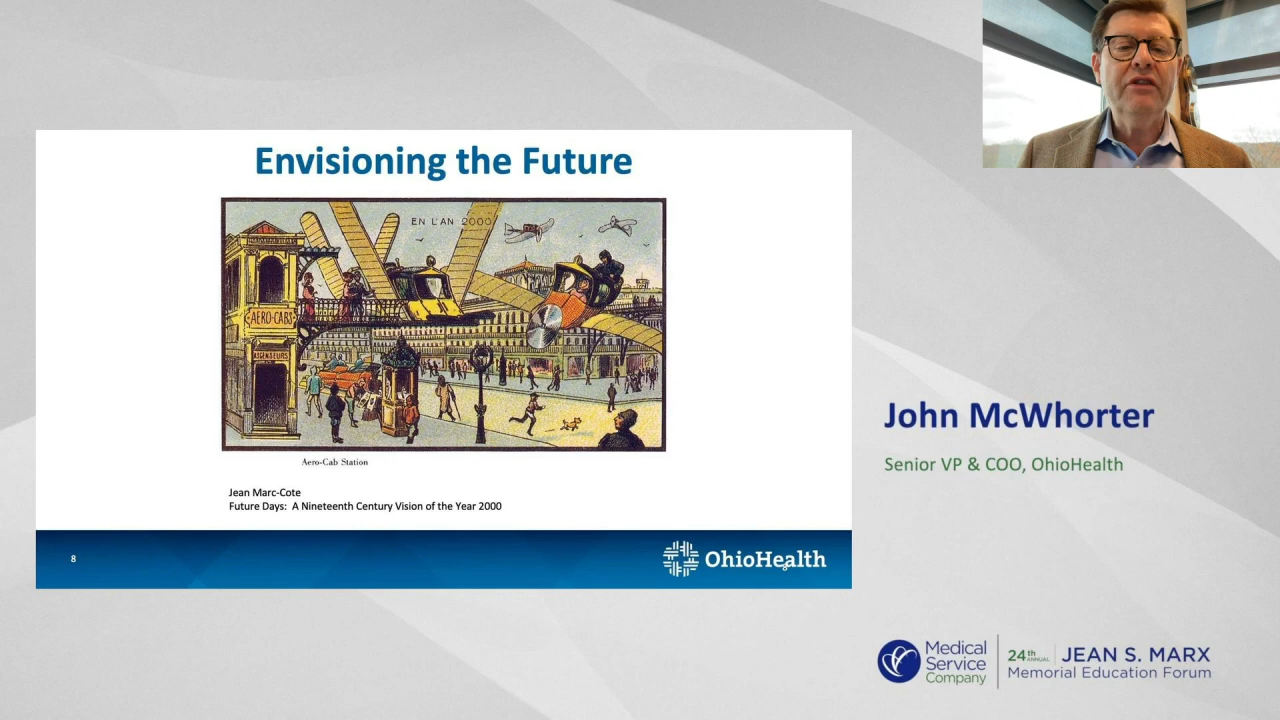 Envisioning the Future
EN L'AN 2000
AERO-CABS
ASCENSEURS
Aero-Cab Station
Jean Marc-Cote
Future Days: A Nineteenth Century Vision of the Year 2000
8
OhioHealth
8
John McWhorter
Senior VP & COO, OhioHealth
Medical
Service
Company
24th ANNUAL JEAN S. MARX
Memorial Education Forum